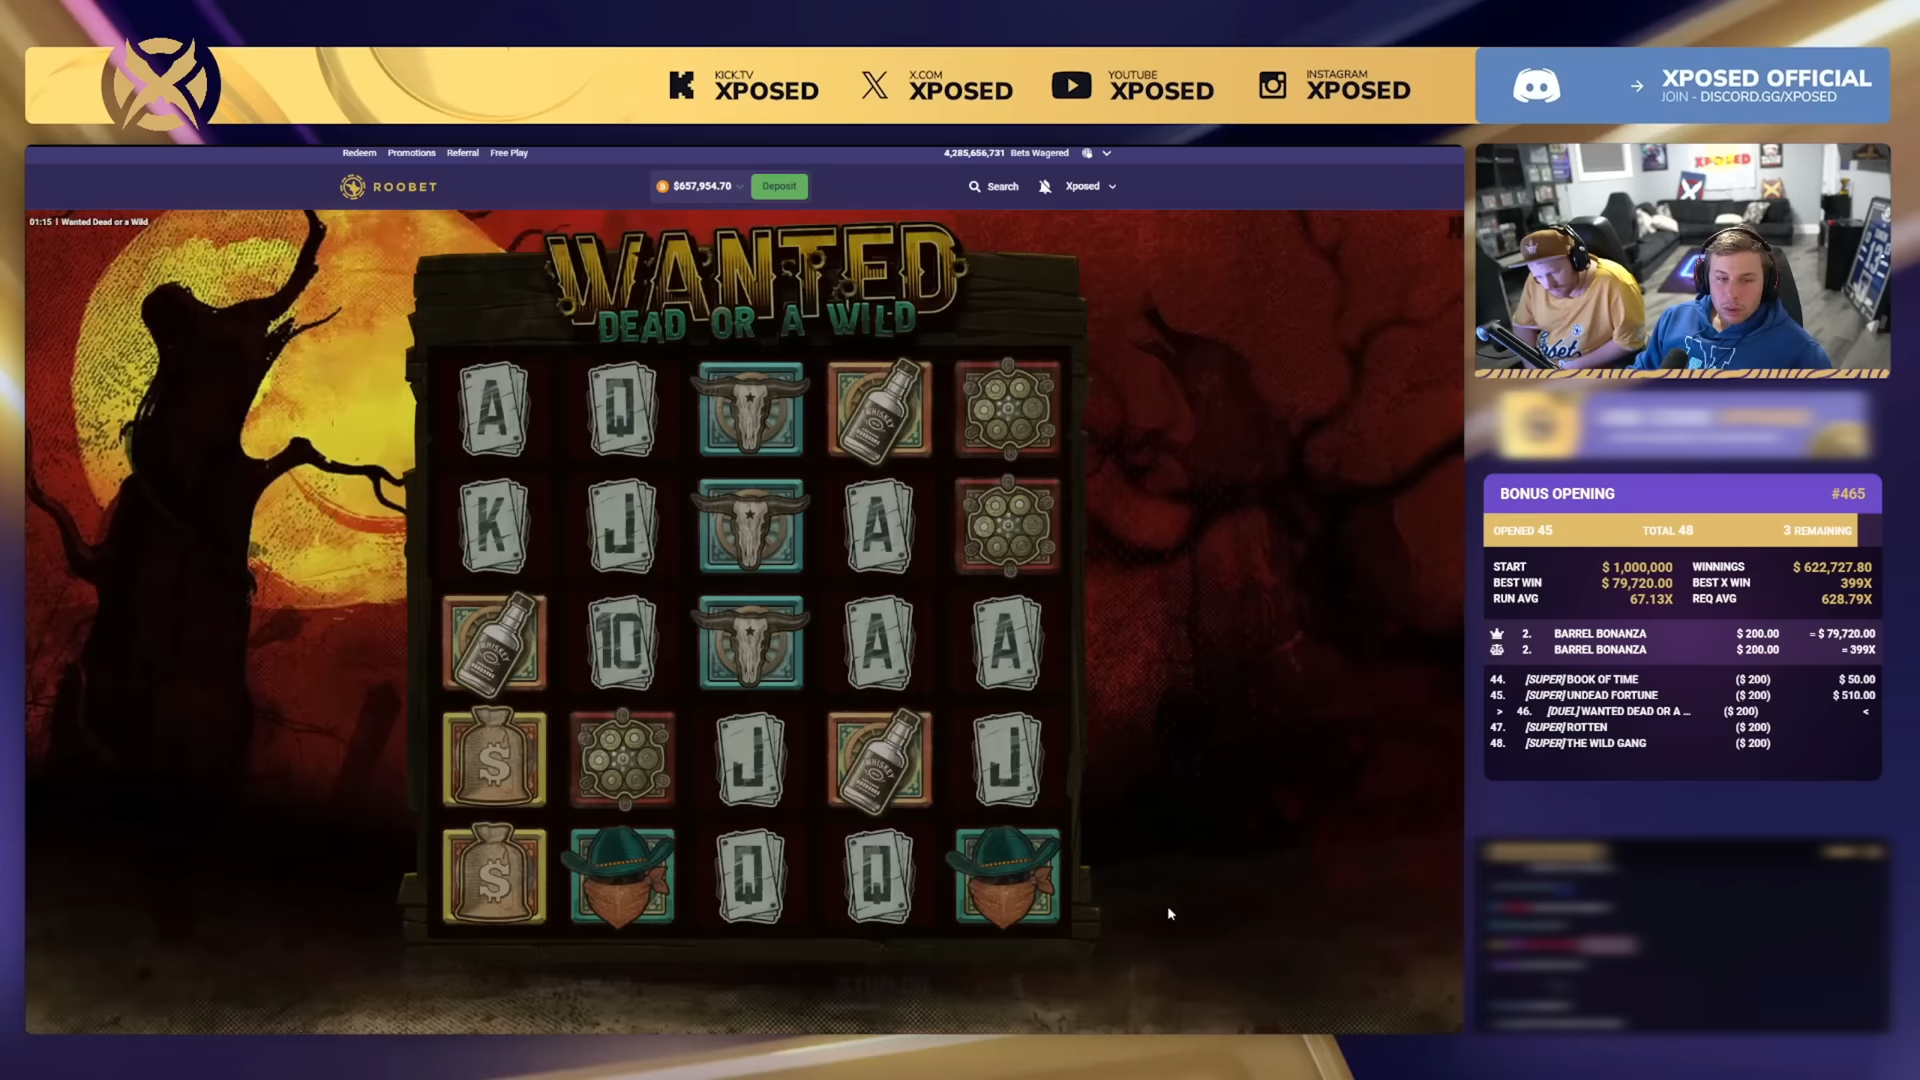 KICK.TV
XPOSED
X.COM
XPOSED
YOUTUBE
XPOSED
INSTAGRAM
XPOSED
XPOSED OFFICIAL
JOIN - DISCORD.GG/XPOSED
Redeem Promotions Referral Free Play
4,285,656,731 Bets Wagered
ROOBET
$657,954.70
Deposit
Search
Xposed
01:15 | Wanted Dead or a Wild
WANTED
DEAD OR A WILD
A Q WHISKEY
K J A
WHISKEY 10 A A
$ J WHISKEY J
$ Q Q
XPOSED
BONUS OPENING #465
OPENED 45 TOTAL 48 3 REMAINING
START $ 1,000,000 WINNINGS $ 622,727.80
BEST WIN $ 79,720.00 BEST X WIN 399X
RUN AVG 67.13X REQ AVG 628.79X
2. BARREL BONANZA $ 200.00 = $ 79,720.00
2. BARREL BONANZA $ 200.00 = 399X
44. [SUPER] BOOK OF TIME ($ 200) $ 50.00
45. [SUPER] UNDEAD FORTUNE ($ 200) $ 510.00
> 46. [DUEL] WANTED DEAD OR A ... ($ 200) <
47. [SUPER] ROTTEN ($ 200)
48. [SUPER] THE WILD GANG ($ 200)